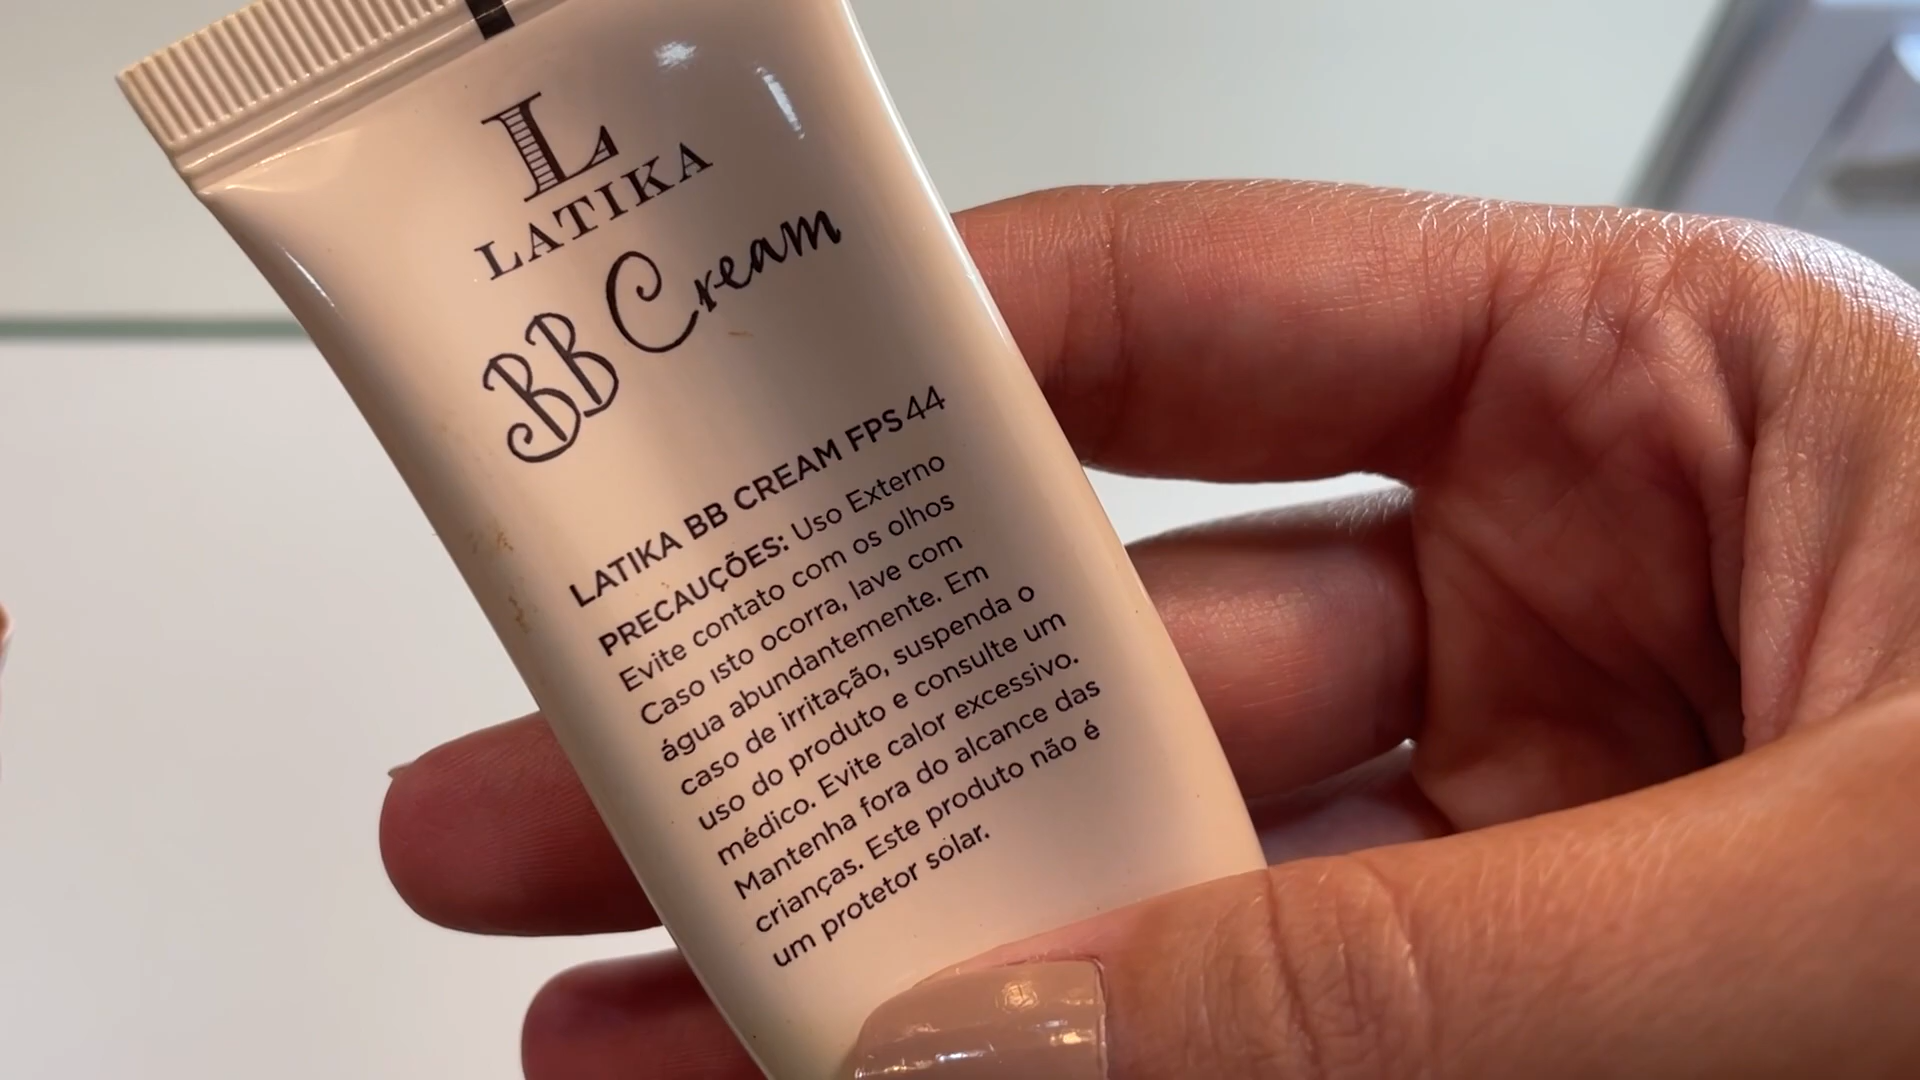 L
LATIKA
BB Cream
LATIKA BB CREAM FPS 44
PRECAUÇÕES: Uso Externo
Evite contato com os olhos
Caso isto ocorra, lave com
água abundantemente. Em
caso de irritação, suspenda o
uso do produto e consulte um
médico. Evite calor excessivo.
Mantenha fora do alcance das
crianças. Este produto não é
um protetor solar.